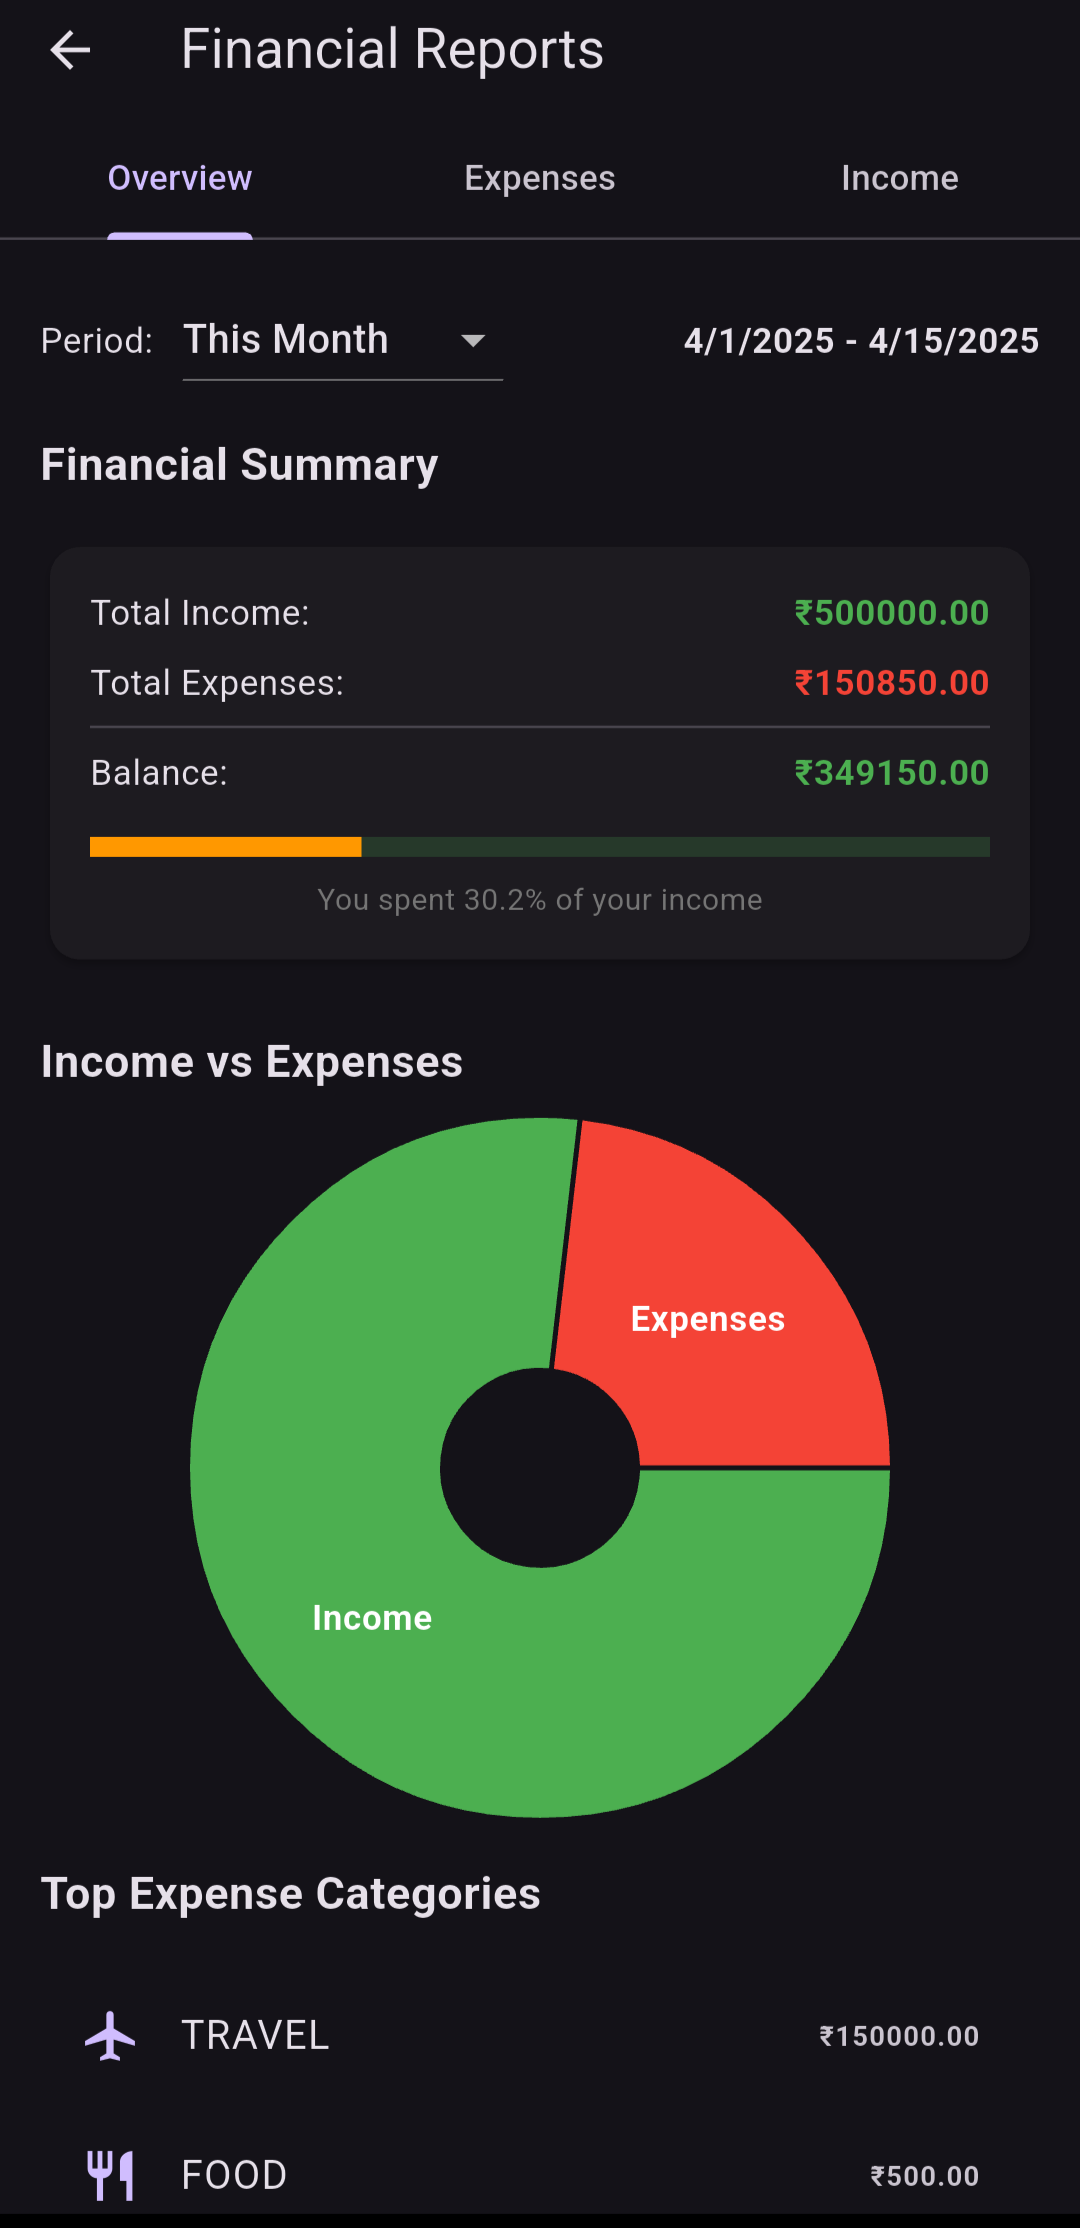 Financial Reports
Overview Expenses Income
Period: This Month 4/1/2025 - 4/15/2025
Financial Summary
Total Income: ₹500000.00
Total Expenses: ₹150850.00
Balance: ₹349150.00
You spent 30.2% of your income
Income vs Expenses
Expenses
Income
Top Expense Categories
TRAVEL ₹150000.00
FOOD ₹500.00